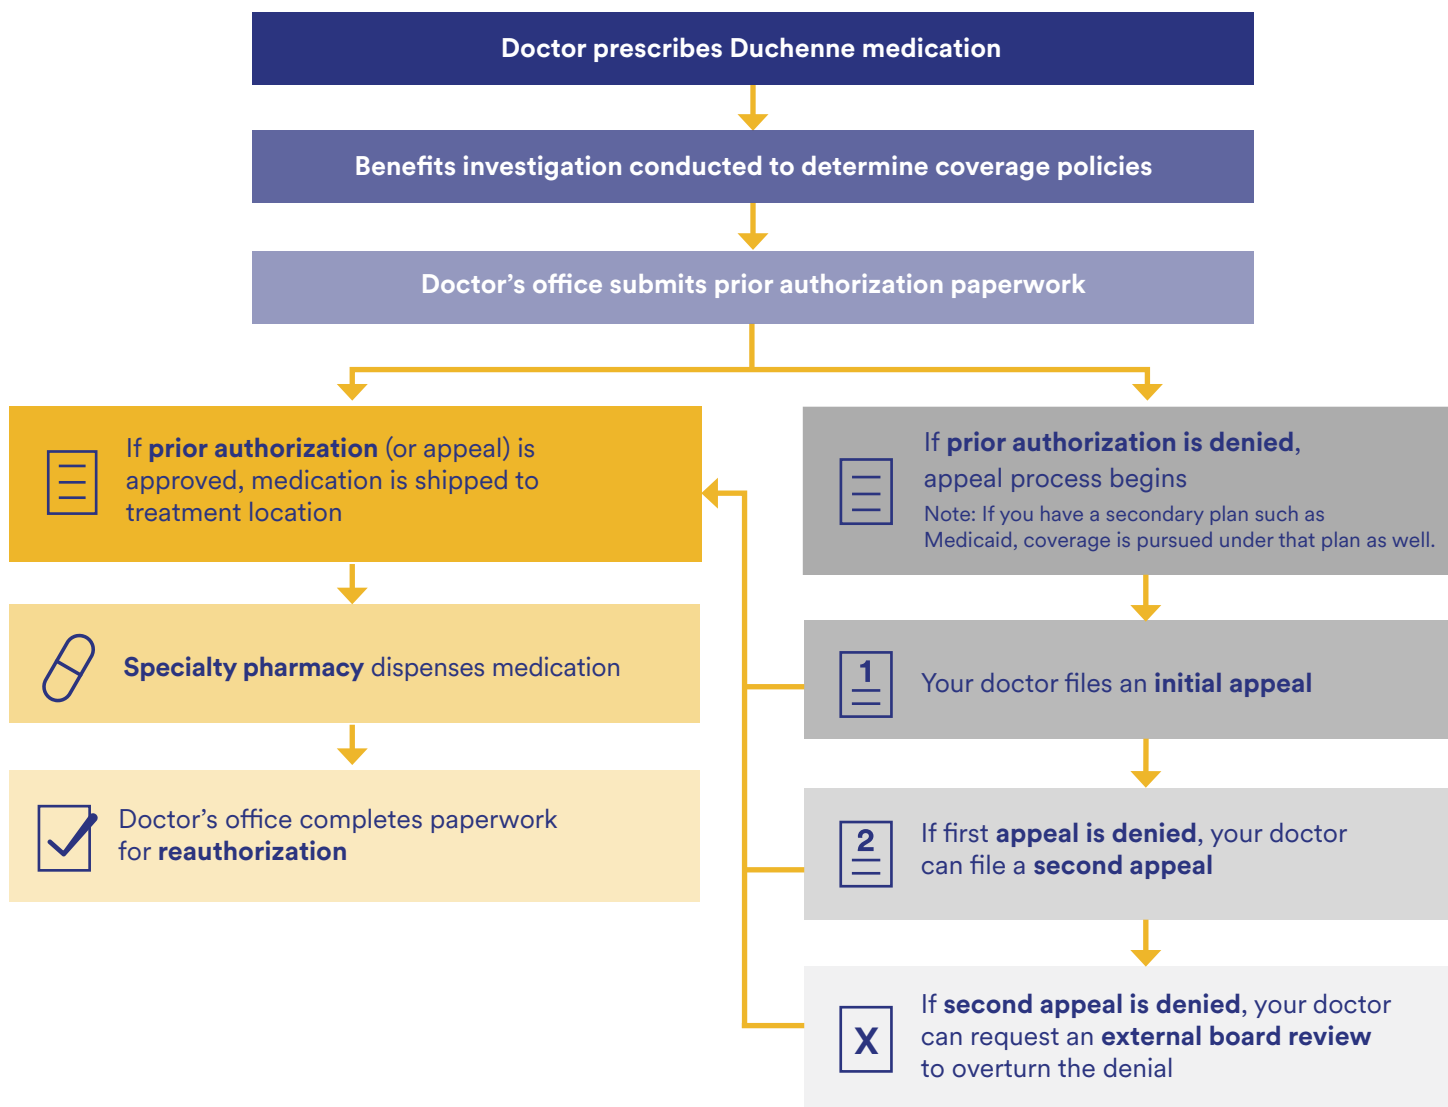 Doctor prescribes Duchenne medication
Benefits investigation conducted to determine coverage policies
Doctor’s office submits prior authorization paperwork
If prior authorization (or appeal) is
approved, medication is shipped to
treatment location
Specialty pharmacy dispenses medication
Doctor’s office completes paperwork
for reauthorization
If prior authorization is denied,
appeal process begins
Note: If you have a secondary plan such as
Medicaid, coverage is pursued under that plan as well.
1
Your doctor files an initial appeal
2
If first appeal is denied, your doctor
can file a second appeal
X
If second appeal is denied, your doctor
can request an external board review
to overturn the denial